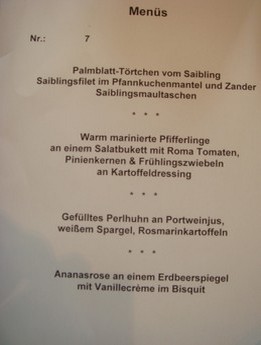 Menüs
Nr.: 7
Palmblatt-Törtchen vom Saibling
Saiblingsfilet im Pfannkuchenmantel und Zander
Saiblingsmaultaschen
* * *
Warm marinierte Pfifferlinge
an einem Salatbukett mit Roma Tomaten,
Pinienkernen & Frühlingszwiebeln
an Kartoffeldressing
* * *
Gefülltes Perlhuhn an Portweinjus,
weißem Spargel, Rosmarinkartoffeln
* * *
Ananasrose an einem Erdbeerspiegel
mit Vanillecrème im Bisquit